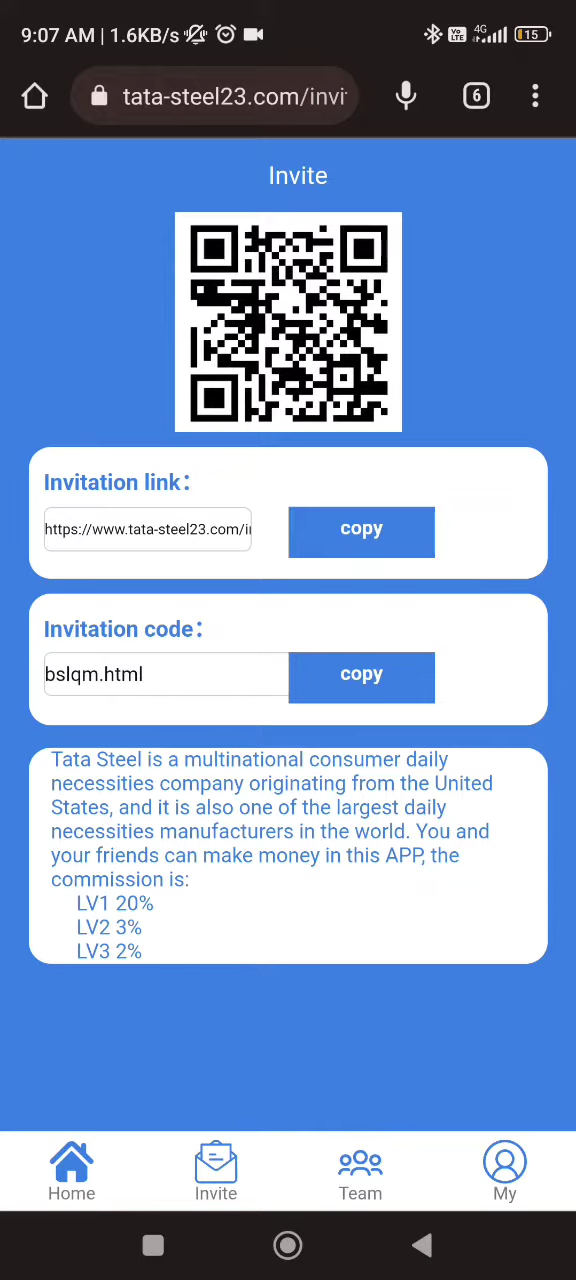 9:07 AM | 1.6KB/s
Vo LTE 4G 15
tata-steel23.com/invi
6
Invite
Invitation link：
https://www.tata-steel23.com/i
copy
Invitation code：
bslqm.html
copy
Tata Steel is a multinational consumer daily
necessities company originating from the United
States, and it is also one of the largest daily
necessities manufacturers in the world. You and
your friends can make money in this APP, the
commission is:
LV1 20%
LV2 3%
LV3 2%
Home
Invite
Team
My